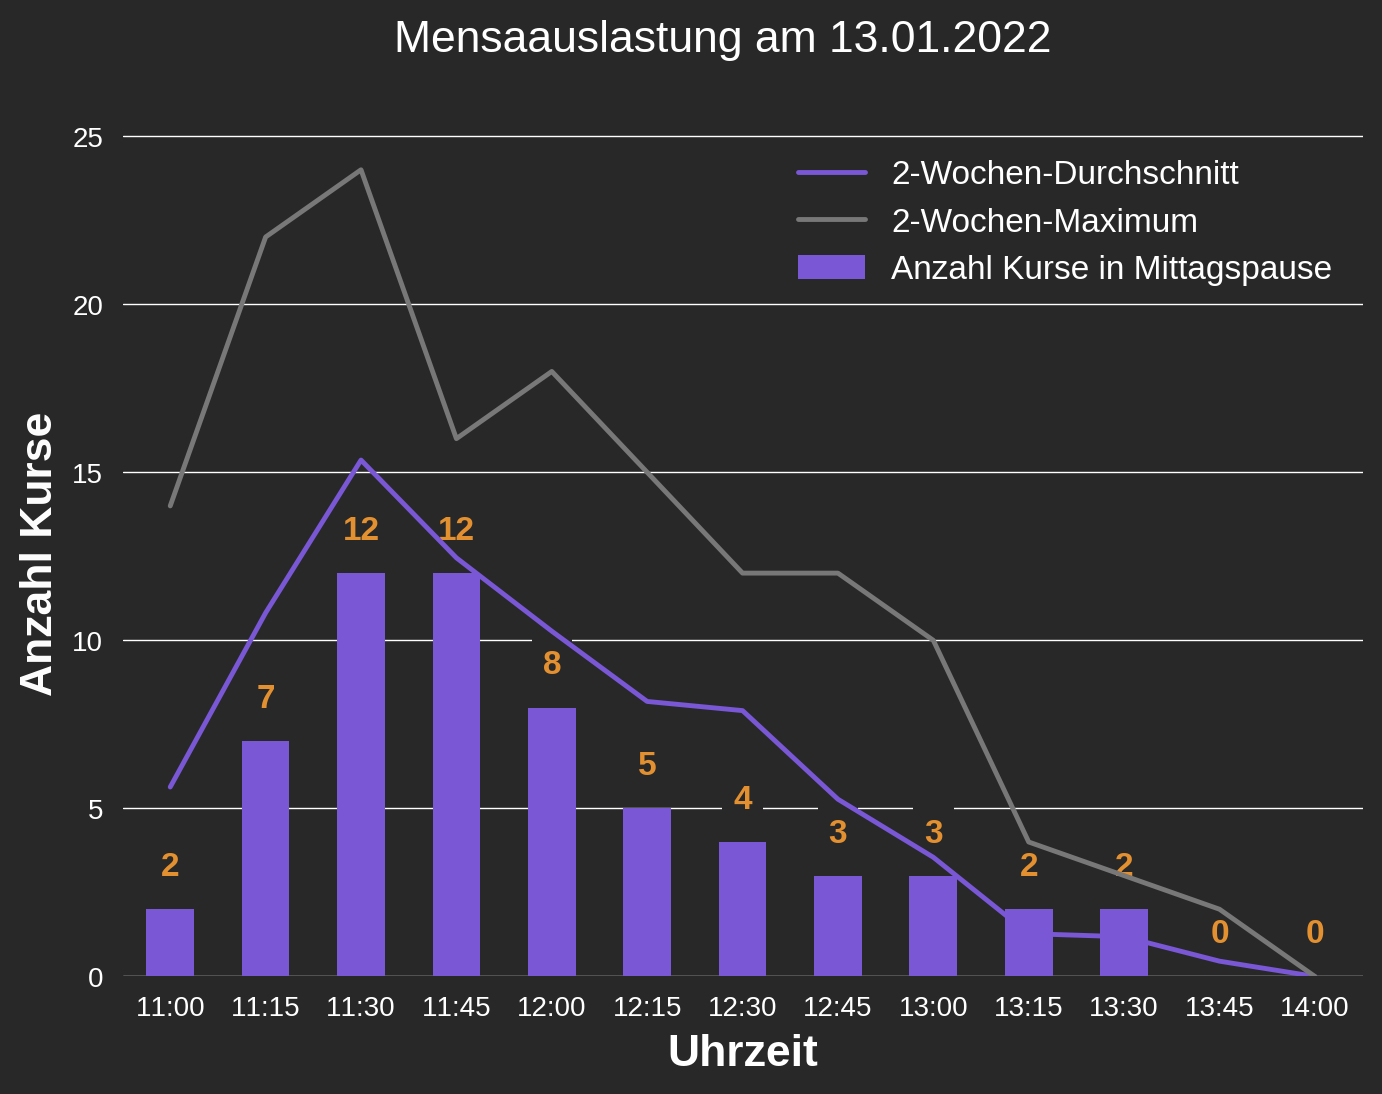 Mensaauslastung am 13.01.2022
25
20
15
10
5
0
Anzahl Kurse
2-Wochen-Durchschnitt
2-Wochen-Maximum
Anzahl Kurse in Mittagspause
2
7
12
12
8
5
4
3
3
2
2
0
0
11:00 11:15 11:30 11:45 12:00 12:15 12:30 12:45 13:00 13:15 13:30 13:45 14:00
Uhrzeit